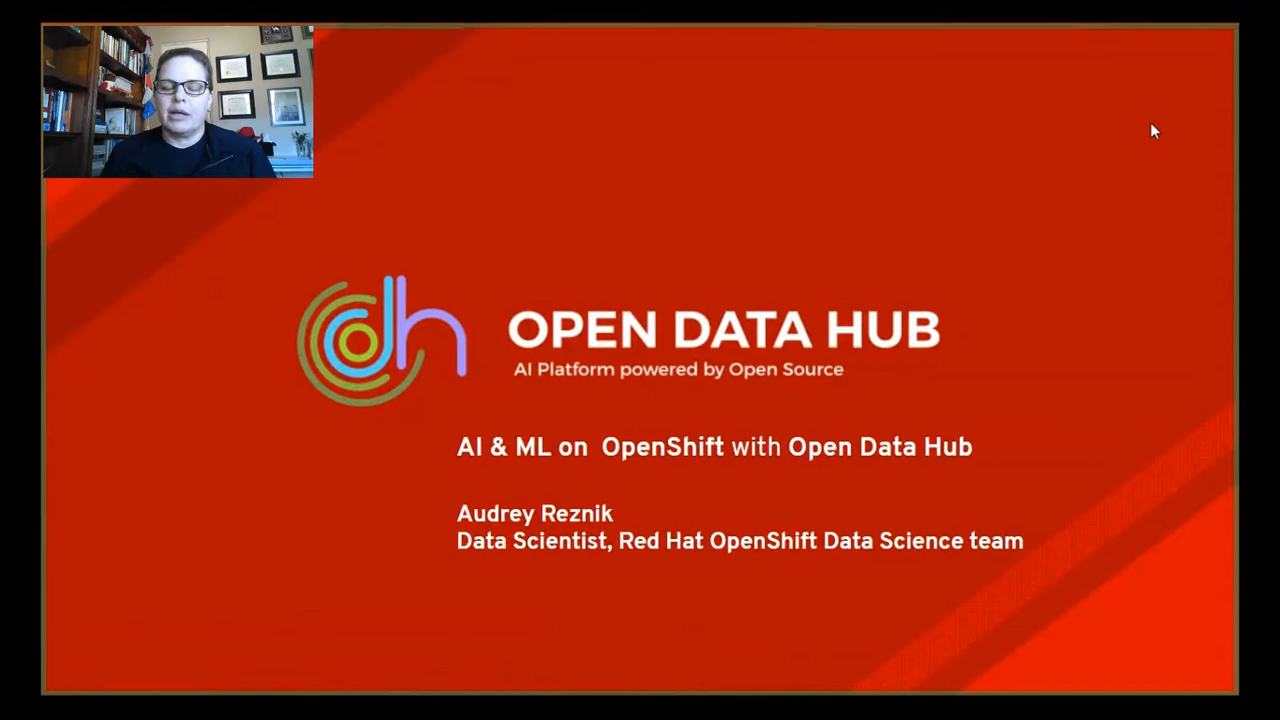 OPEN DATA HUB
AI Platform powered by Open Source
AI & ML on OpenShift with Open Data Hub
Audrey Reznik
Data Scientist, Red Hat OpenShift Data Science team